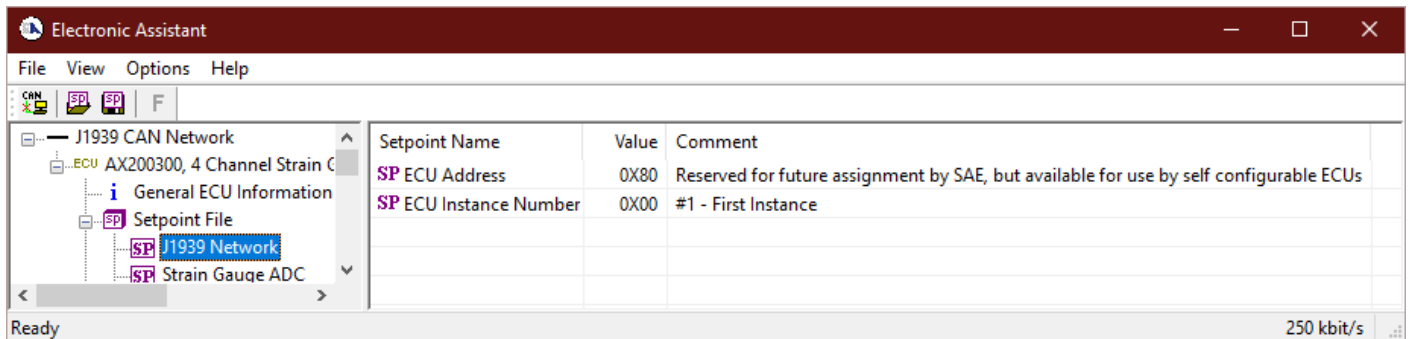 Electronic Assistant
File View Options Help
CAN SP SP F
J1939 CAN Network
ECU AX200300, 4 Channel Strain G
i General ECU Information
SP Setpoint File
SP J1939 Network
SP Strain Gauge ADC
Setpoint Name Value Comment
SP ECU Address 0X80 Reserved for future assignment by SAE, but available for use by self configurable ECUs
SP ECU Instance Number 0X00 #1 - First Instance
Ready 250 kbit/s